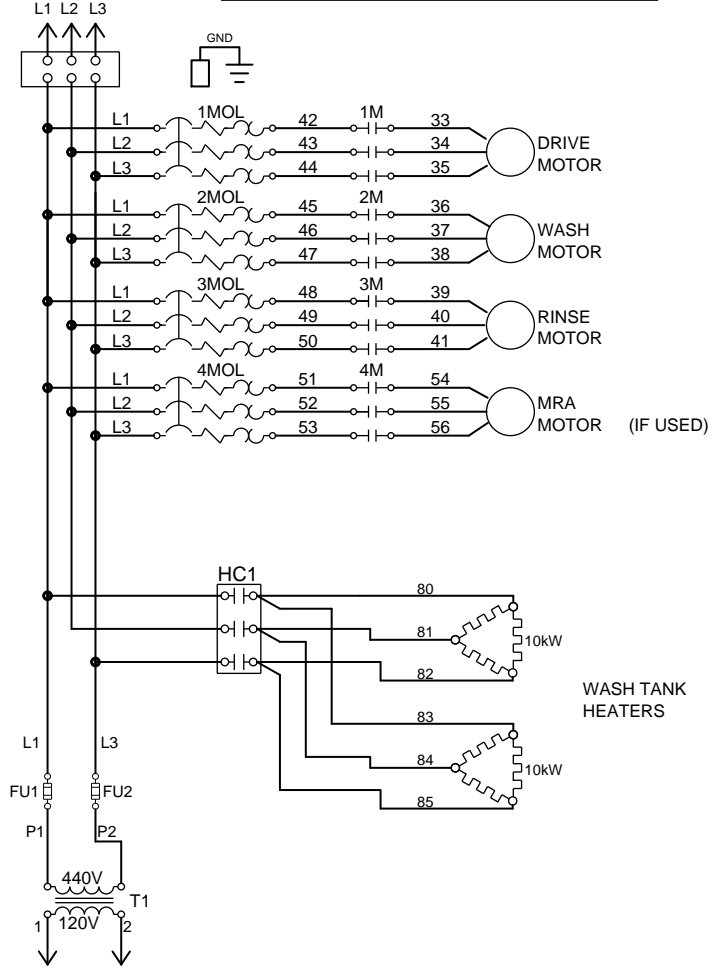 L1 L2 L3
GND
L1 1MOL 42 1M 33
L2 43 34 DRIVE
L3 44 35 MOTOR
L1 2MOL 45 2M 36
L2 46 37 WASH
L3 47 38 MOTOR
L1 3MOL 48 3M 39
L2 49 40 RINSE
L3 50 41 MOTOR
L1 4MOL 51 4M 54
L2 52 55 MRA
L3 53 56 MOTOR (IF USED)
HC1
80
81 10kW
82
WASH TANK
HEATERS
83
84 10kW
85
L1 L3
FU1 FU2
P1 P2
440V
T1
1 120V 2